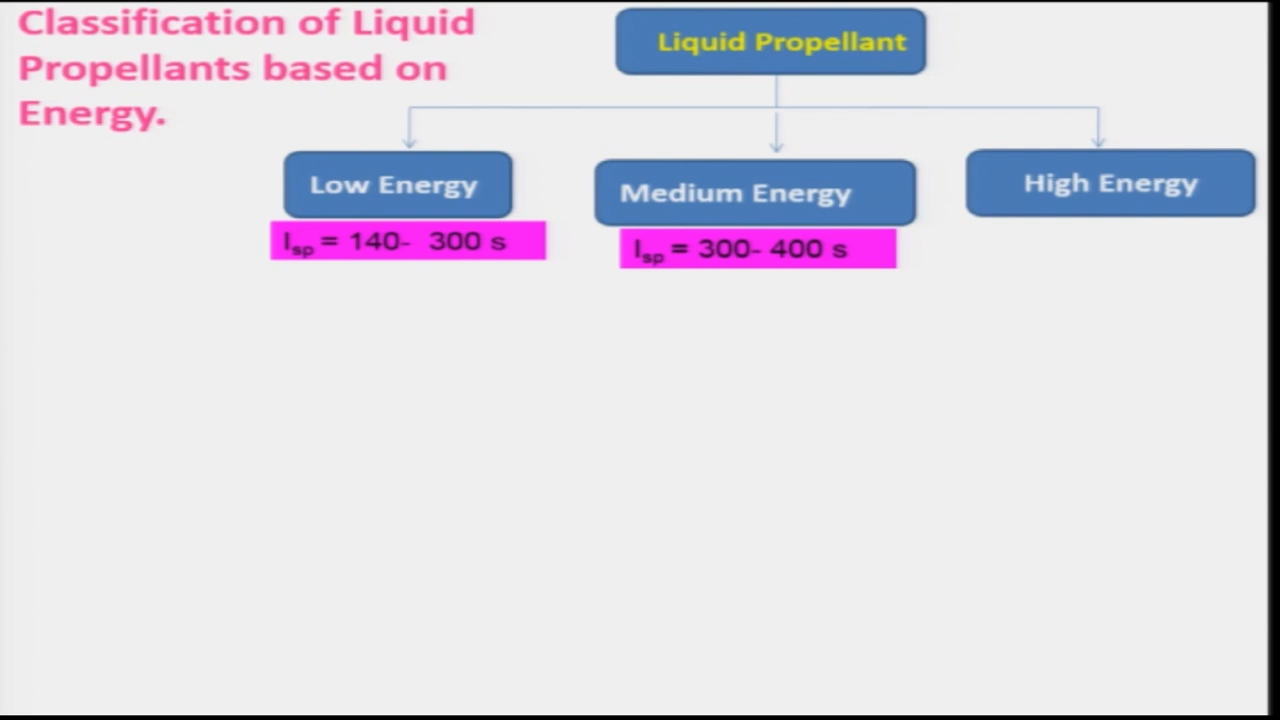 Classification of Liquid
Propellants based on
Energy.
Liquid Propellant
Low Energy
Medium Energy
High Energy
Isp = 140- 300 s
Isp = 300- 400 s